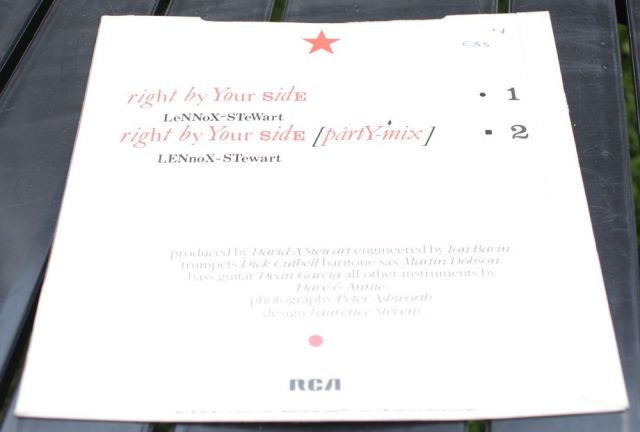 C33
right by Your SidE
• 1
LeNNoX-STeWart
right by Your SidE [partY-mix]
▪ 2
LENnoX-STewart
produced by David A Stewart engineered by Jon Bavin
trumpets-Dick Cuthell baritone sax-Martin Dobson
bass guitar-Dean Garcia all other instruments by
Dave & Annie
photography Peter Ashworth
design Laurence Stevens
RCA